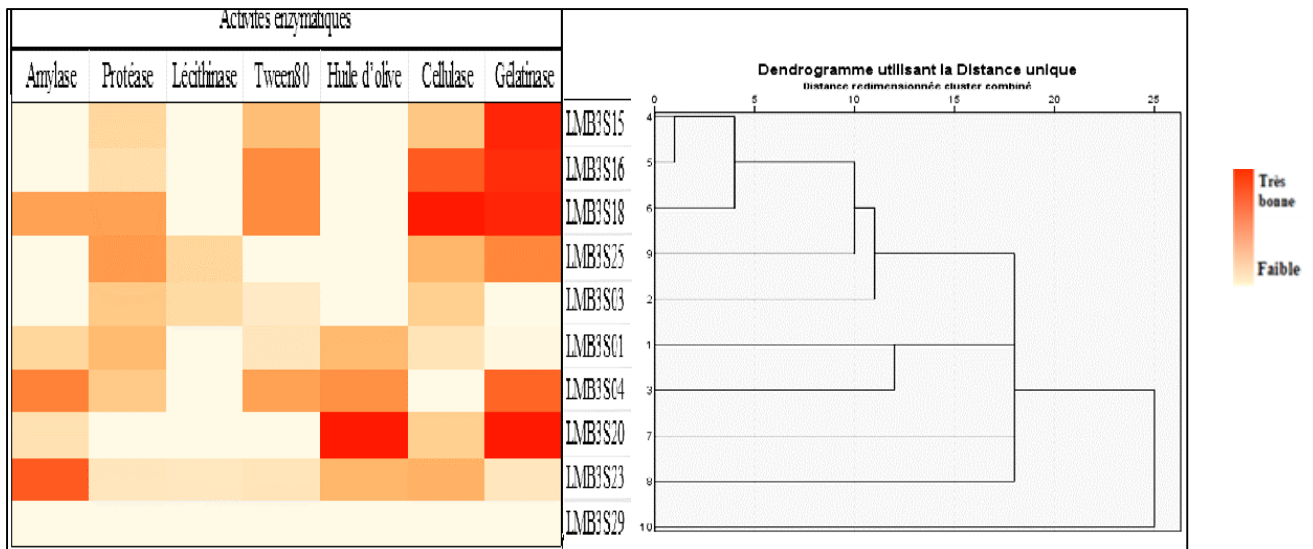 Activites enzymatiques
Amylase Protéase Lécithinase Tween80 Huile d'olive Cellulase Gélatinase
LMB3S15
LMB3S16
LMB3S18
LMB3S25
LMB3S03
LMB3S01
LMB3S04
LMB3S20
LMB3S23
LMB3S29
Dendrogramme utilisant la Distance unique
Distance redimensionnée cluster combiné
0 5 10 15 20 25
4
5
6
9
2
1
3
7
8
10
Très
bonne
Faible